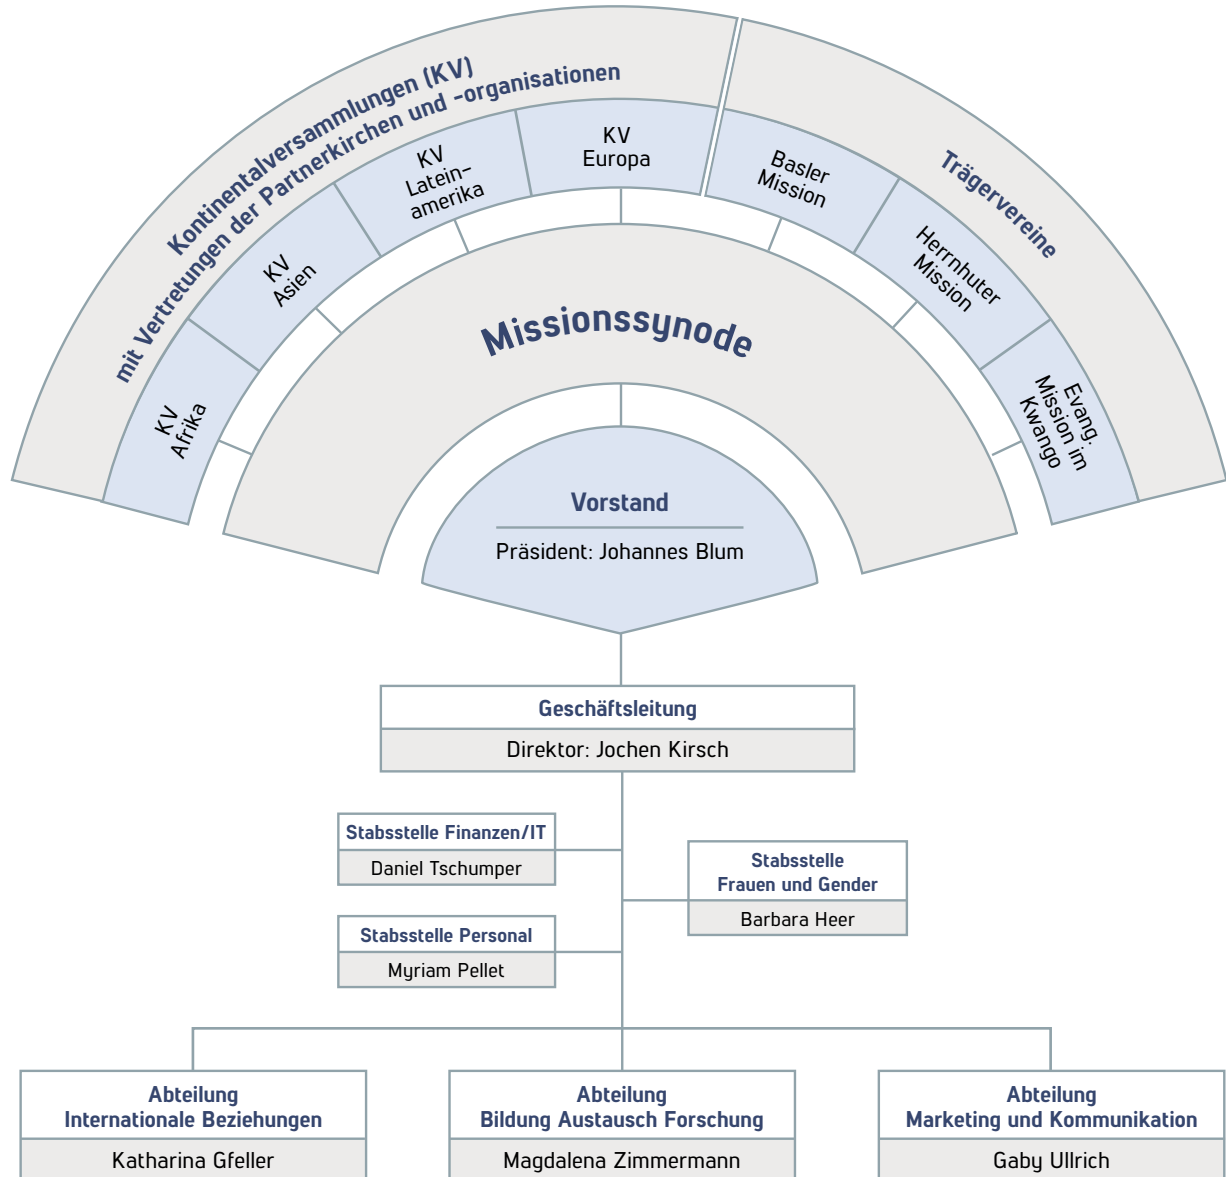 Kontinentalversammlungen (KV)
mit Vertretungen der Partnerkirchen und -organisationen
KV
Afrika
KV
Asien
KV
Latein-
amerika
KV
Europa
Trägervereine
Basler
Mission
Herrnhuter
Mission
Evang.
Mission im
Kwango
Missionssynode
Vorstand
Präsident: Johannes Blum
Geschäftsleitung
Direktor: Jochen Kirsch
Stabsstelle Finanzen/IT
Daniel Tschumper
Stabsstelle
Frauen und Gender
Barbara Heer
Stabsstelle Personal
Myriam Pellet
Abteilung
Internationale Beziehungen
Katharina Gfeller
Abteilung
Bildung Austausch Forschung
Magdalena Zimmermann
Abteilung
Marketing und Kommunikation
Gaby Ullrich